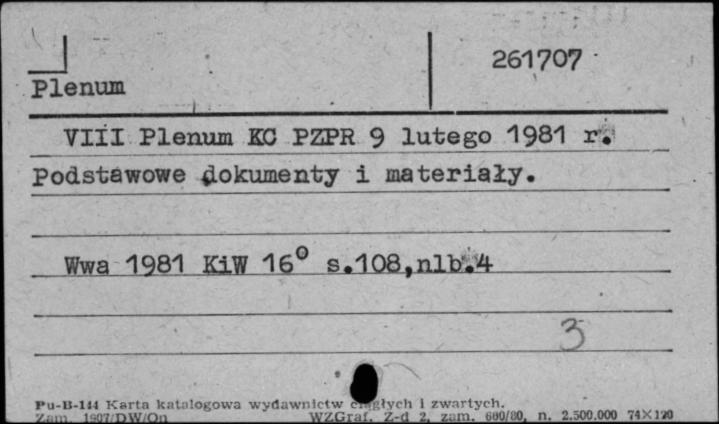 261707
Plenum
VIII Plenum KC PZPR 9 lutego 1981 r.
Podstawowe dokumenty i materiały.
Wwa 1981 KiW 16° s.108,nlb.4
3
Pu-B-144 Karta katalogowa wydawnictw ciągłych i zwartych.
Zam. 1907/DW/On WZGraf. Z-d 2, zam. 600/80, n. 2.500.000 74×120